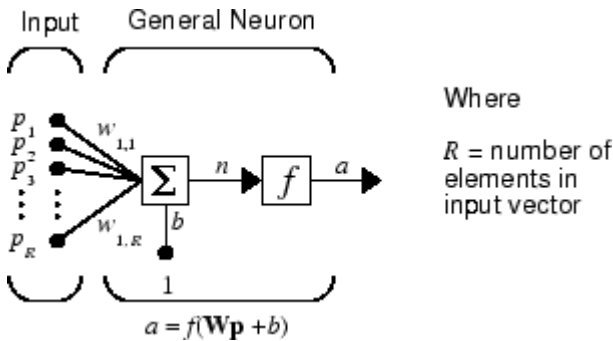 Input General Neuron
p1
p2
p3
pR
w1,1
w1,R
Σ
n
f
a
b
1
a = f(Wp +b)
Where
R = number of
elements in
input vector